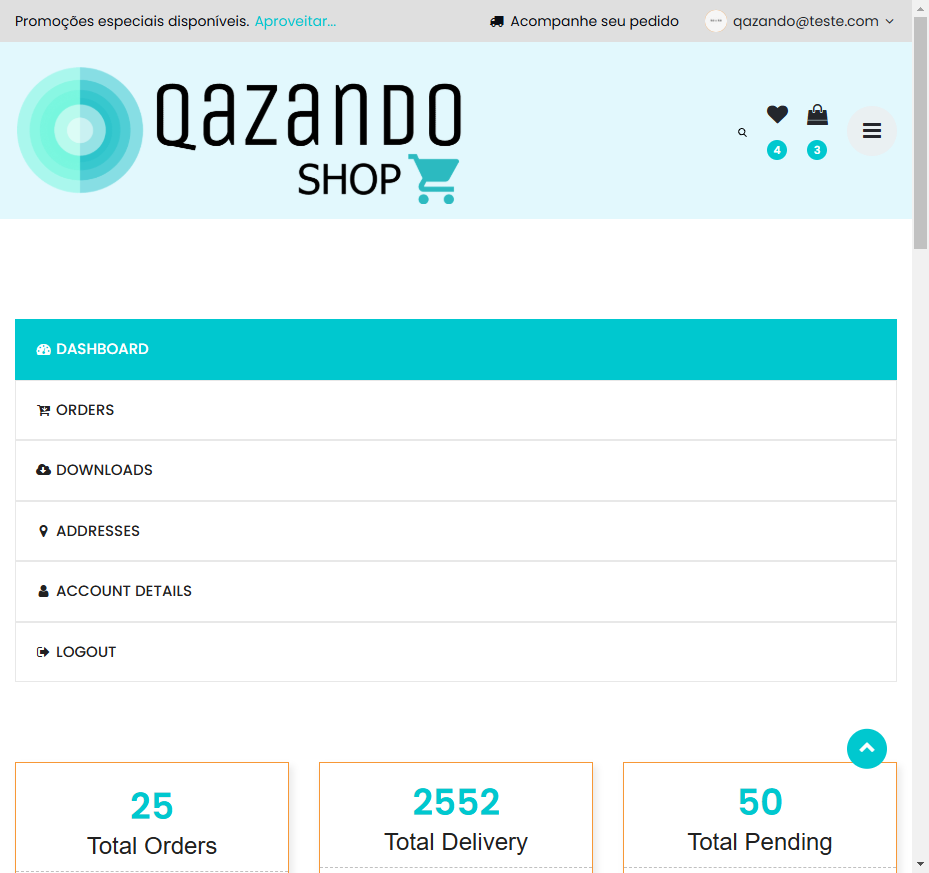 Promoções especiais disponíveis. Aproveitar... Acompanhe seu pedido qazando@teste.com
Qazando
SHOP
4 3
DASHBOARD
ORDERS
DOWNLOADS
ADDRESSES
ACCOUNT DETAILS
LOGOUT
25 2552 50
Total Orders Total Delivery Total Pending